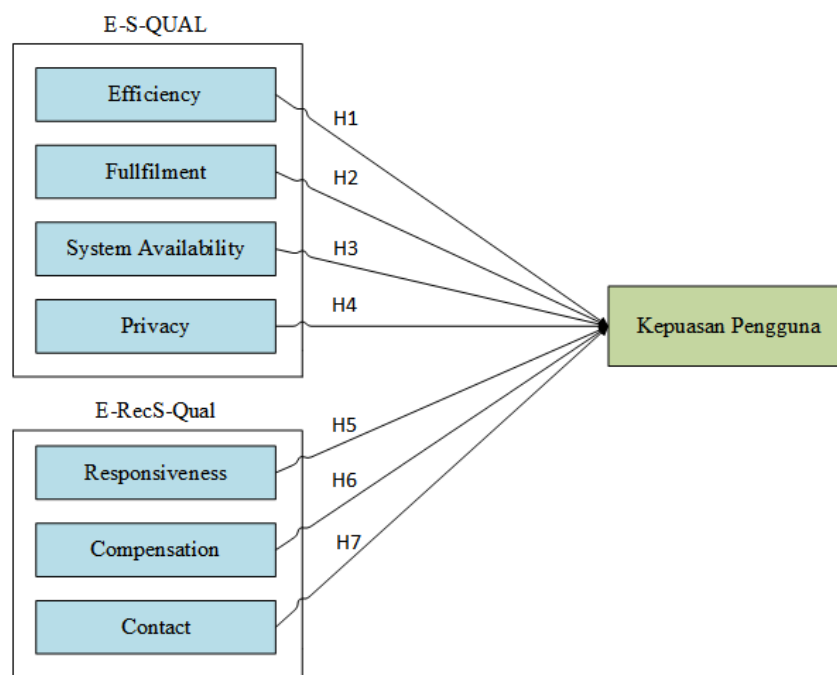 E-S-QUAL
Efficiency
H1
Fullfilment
H2
System Availability
H3
Privacy
H4
Kepuasan Pengguna
E-RecS-Qual
Responsiveness
H5
Compensation
H6
Contact
H7